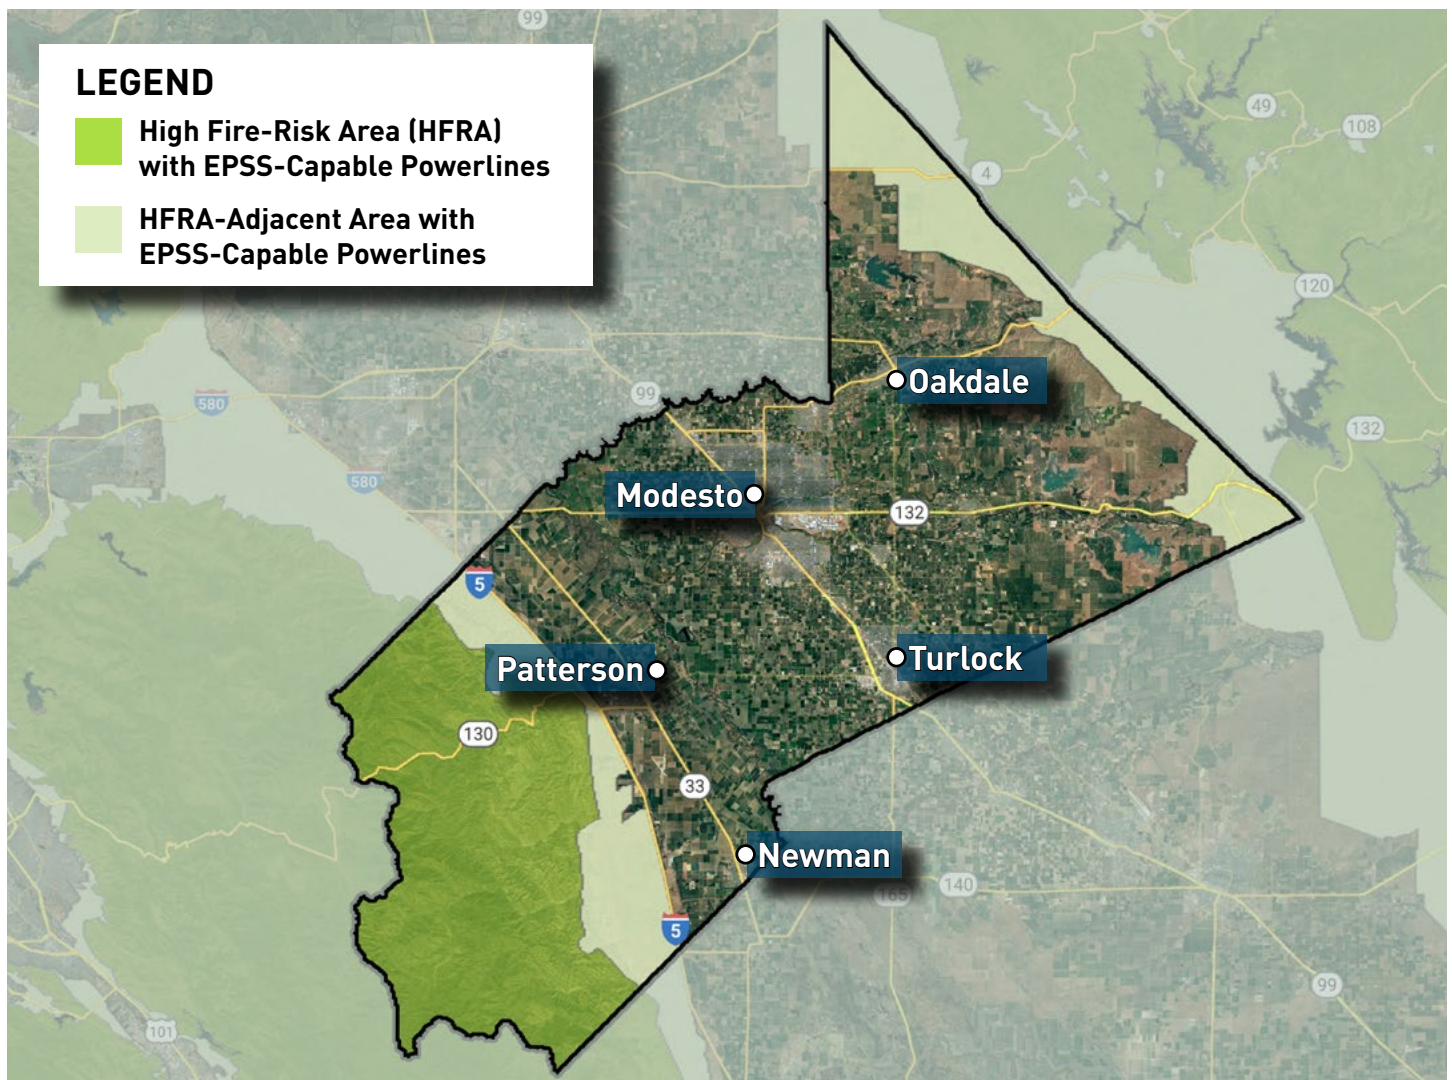 LEGEND
High Fire-Risk Area (HFRA)
with EPSS-Capable Powerlines
HFRA-Adjacent Area with
EPSS-Capable Powerlines
99
49
108
4
120
99
580
132
580
Oakdale
Modesto
132
5
Patterson
Turlock
130
33
Newman
165
140
5
99
101